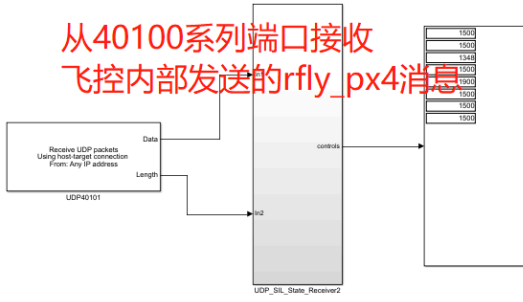 从40100系列端口接收
飞控内部发送的rfly_px4消息
Receive UDP packets
Using host-target connection
From: Any IP address
Data
Length
UDP40101
In2
controls
UDP_SIL_State_Receiver2
1500
1500
1348
1500
1900
1500
1500
1500